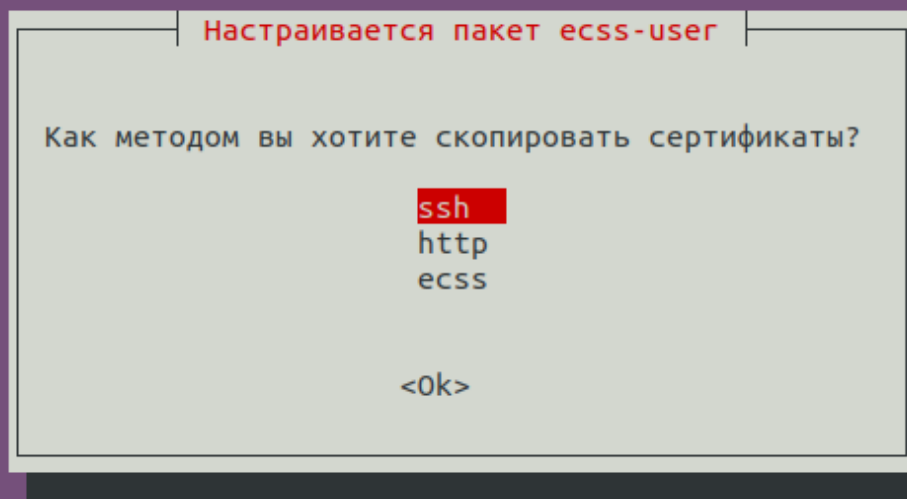 Настраивается пакет ecss-user
Как методом вы хотите скопировать сертификаты?
ssh
http
ecss
<Ok>